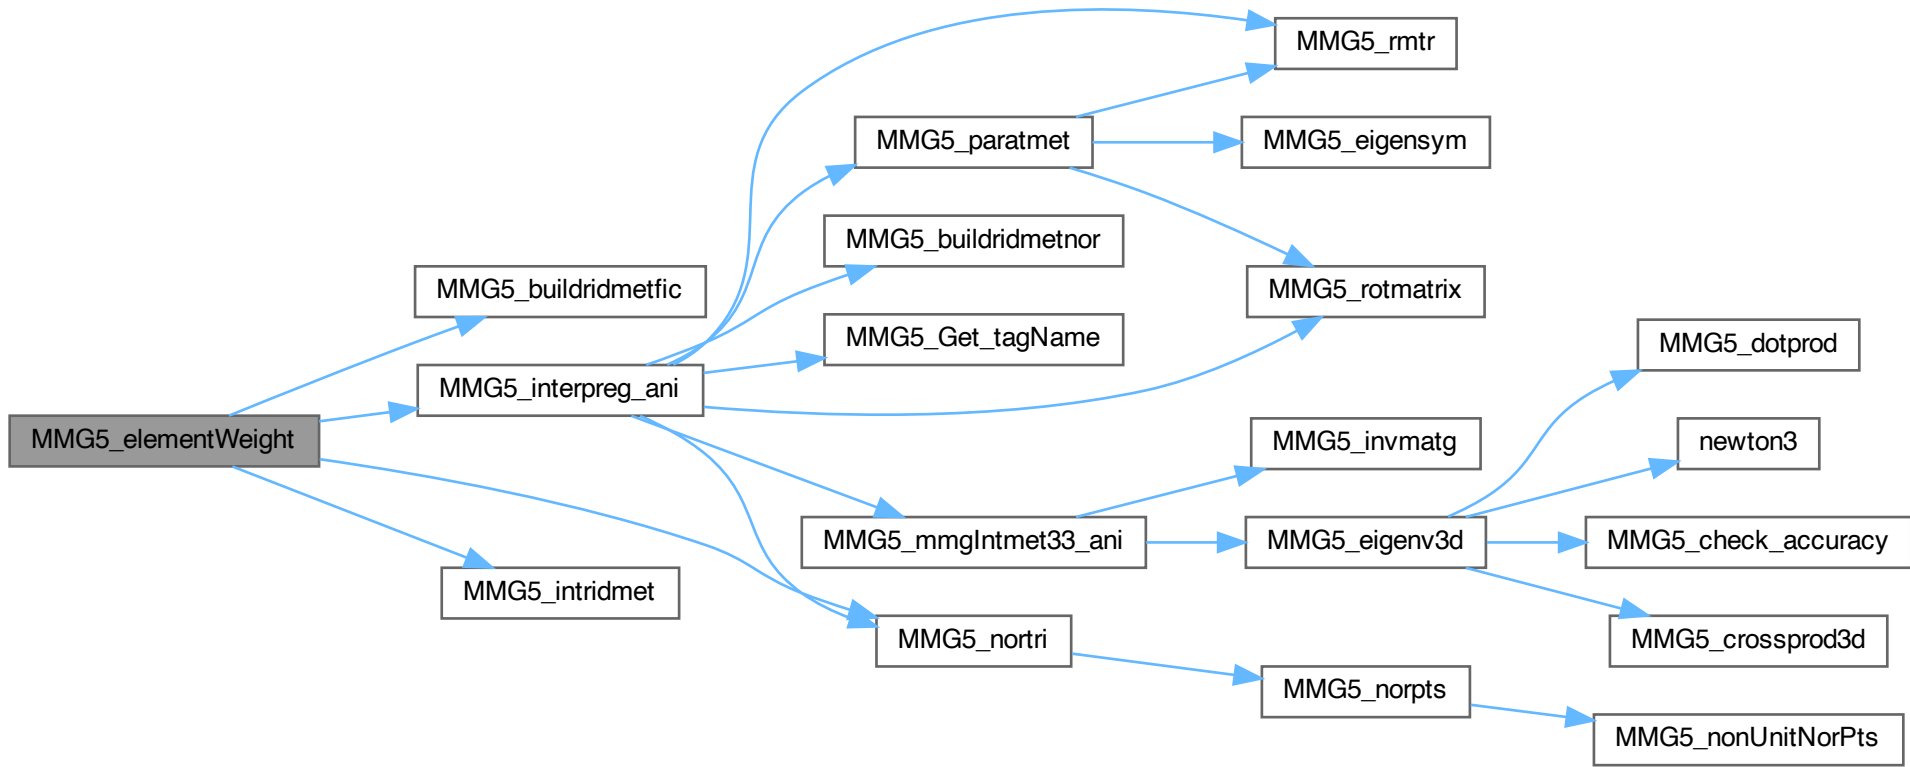 MMG5_rmtr
MMG5_paratmet
MMG5_eigensym
MMG5_buildridmetnor
MMG5_buildridmetfic
MMG5_rotmatrix
MMG5_Get_tagName
MMG5_dotprod
MMG5_interpreg_ani
MMG5_elementWeight
MMG5_invmatg
newton3
MMG5_mmgIntmet33_ani
MMG5_eigenv3d
MMG5_check_accuracy
MMG5_intridmet
MMG5_nortri
MMG5_crossprod3d
MMG5_norpts
MMG5_nonUnitNorPts